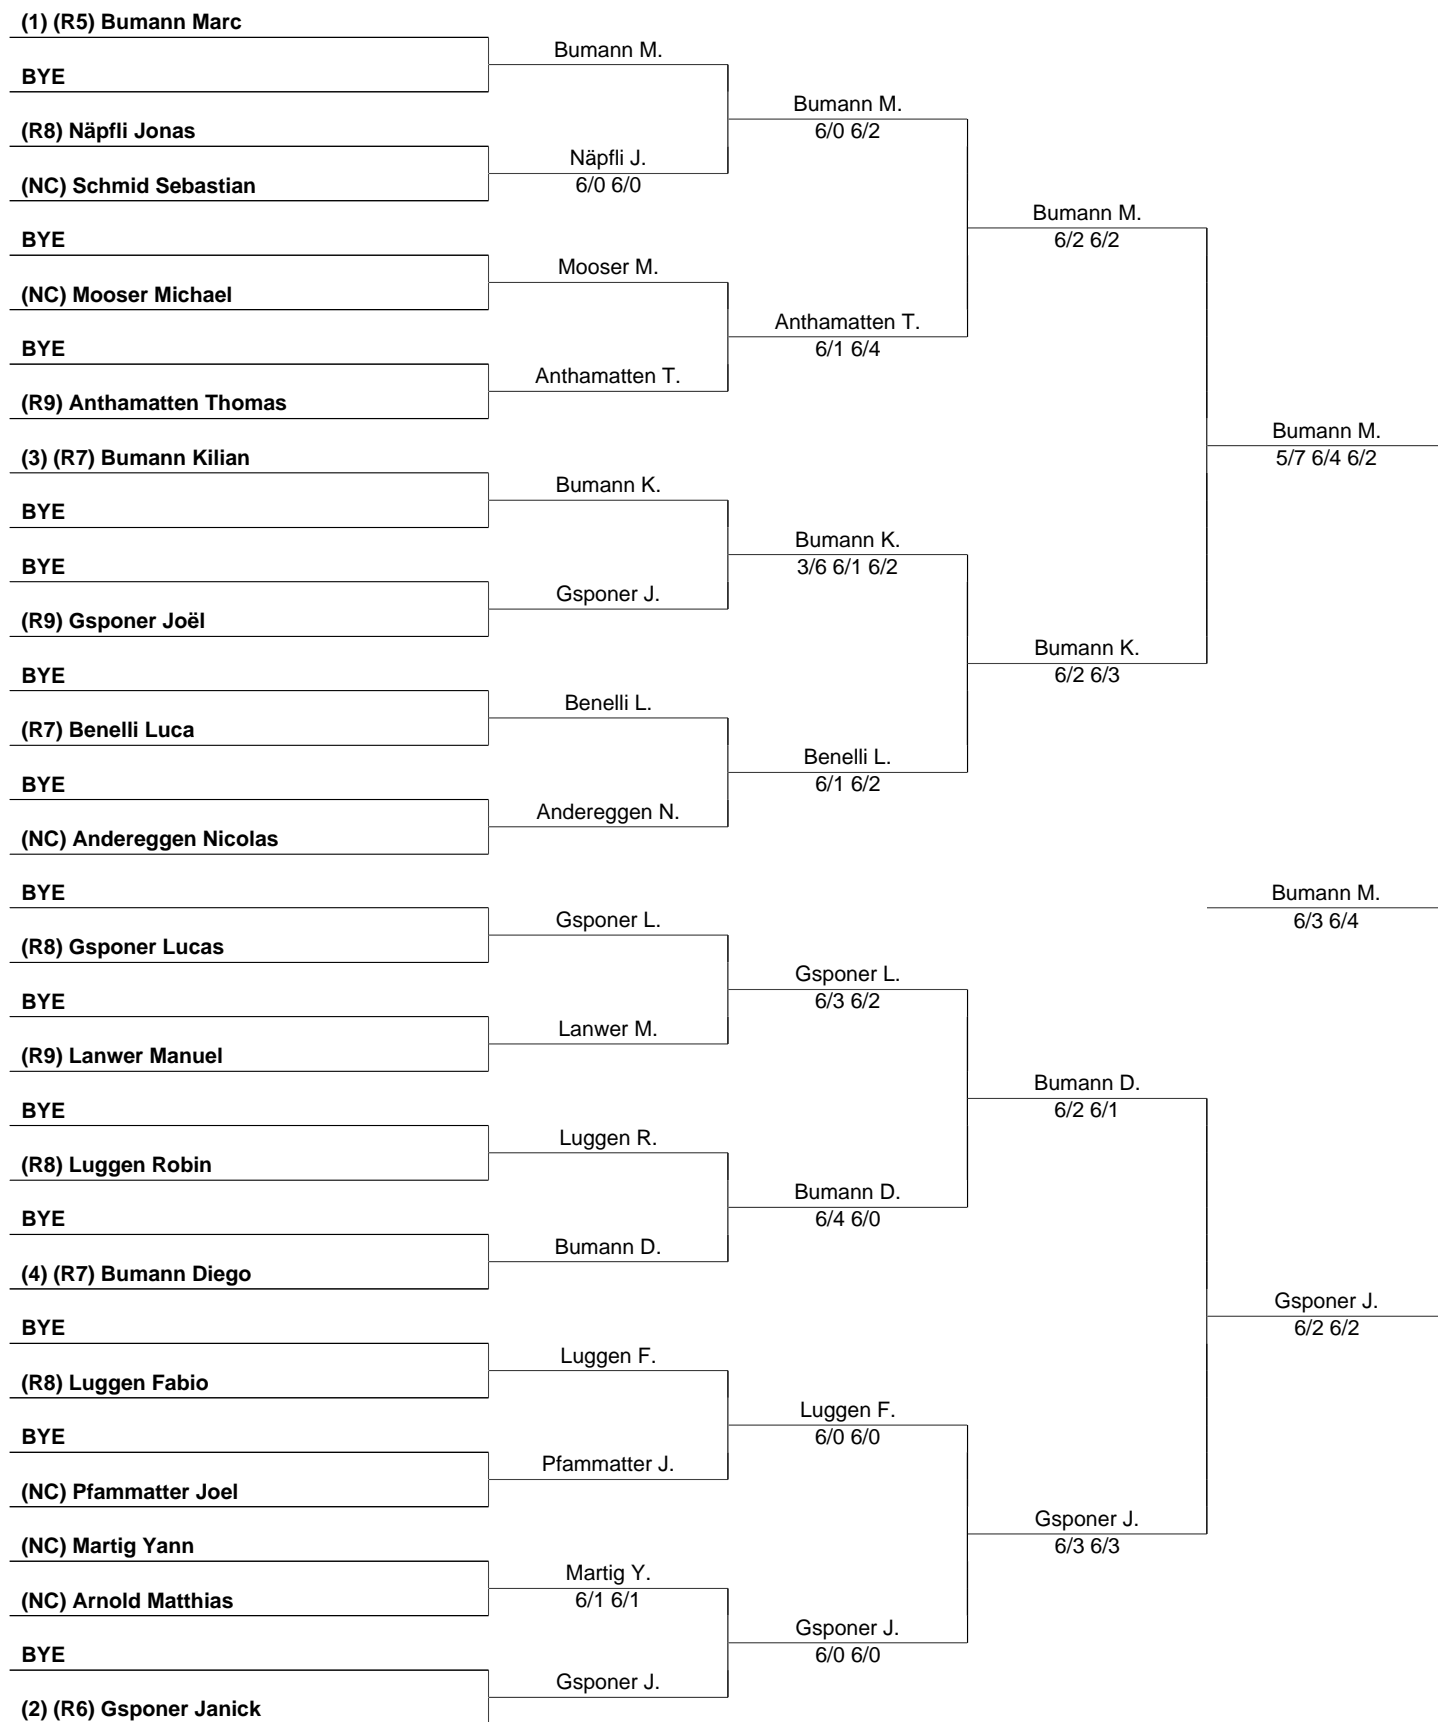 (1) (R5) Bumann Marc
BYE
(R8) Näpfli Jonas
(NC) Schmid Sebastian
BYE
(NC) Mooser Michael
BYE
(R9) Anthamatten Thomas
(3) (R7) Bumann Kilian
BYE
BYE
(R9) Gsponer Joël
BYE
(R7) Benelli Luca
BYE
(NC) Andereggen Nicolas
BYE
(R8) Gsponer Lucas
BYE
(R9) Lanwer Manuel
BYE
(R8) Luggen Robin
BYE
(4) (R7) Bumann Diego
BYE
(R8) Luggen Fabio
BYE
(NC) Pfammatter Joel
(NC) Martig Yann
(NC) Arnold Matthias
BYE
(2) (R6) Gsponer Janick
Bumann M.
Näpfli J.
6/0 6/0
Mooser M.
Anthamatten T.
Bumann K.
Gsponer J.
Benelli L.
Andereggen N.
Gsponer L.
Lanwer M.
Luggen R.
Bumann D.
Luggen F.
Pfammatter J.
Martig Y.
6/1 6/1
Gsponer J.
Bumann M.
6/0 6/2
Anthamatten T.
6/1 6/4
Bumann K.
3/6 6/1 6/2
Benelli L.
6/1 6/2
Gsponer L.
6/3 6/2
Bumann D.
6/4 6/0
Luggen F.
6/0 6/0
Gsponer J.
6/0 6/0
Bumann M.
6/2 6/2
Bumann K.
6/2 6/3
Bumann D.
6/2 6/1
Gsponer J.
6/3 6/3
Bumann M.
5/7 6/4 6/2
Bumann M.
6/3 6/4
Gsponer J.
6/2 6/2